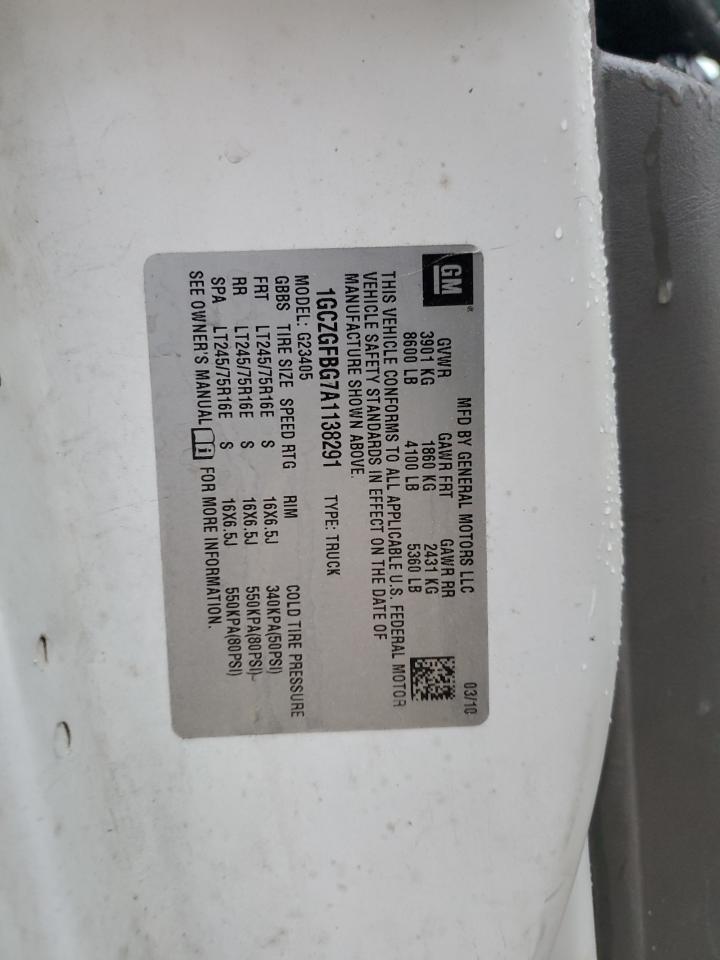 GM ®
MFD BY GENERAL MOTORS LLC 03/10
GVWR GAWR FRT GAWR RR
3901 KG 1860 KG 2431 KG
8600 LB 4100 LB 5360 LB
THIS VEHICLE CONFORMS TO ALL APPLICABLE U.S. FEDERAL MOTOR
VEHICLE SAFETY STANDARDS IN EFFECT ON THE DATE OF
MANUFACTURE SHOWN ABOVE.
1GCZGFBG7A1138291 TYPE: TRUCK
MODEL: G23405
GBBS TIRE SIZE SPEED RTG RIM COLD TIRE PRESSURE
FRT LT245/75R16E S 16X6.5J 340KPA(50PSI)
RR LT245/75R16E S 16X6.5J 550KPA(80PSI)
SPA LT245/75R16E S 16X6.5J 550KPA(80PSI)
SEE OWNER'S MANUAL FOR MORE INFORMATION.